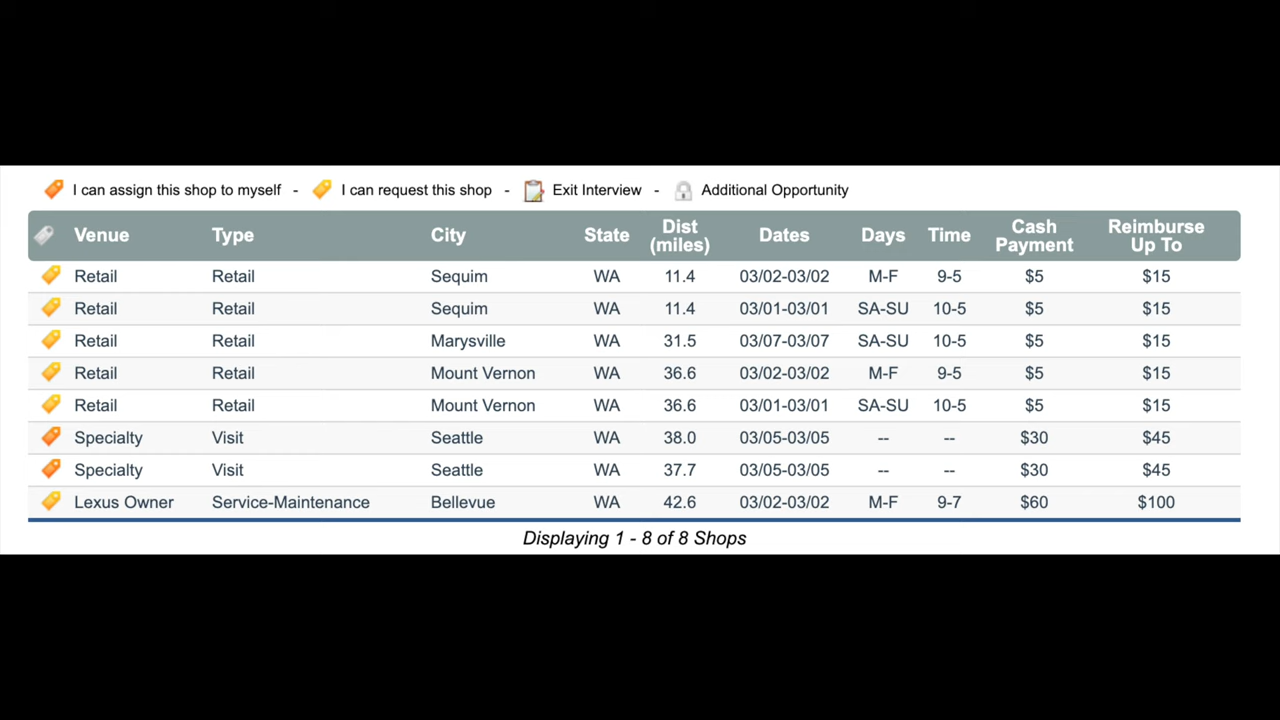 I can assign this shop to myself - I can request this shop - Exit Interview - Additional Opportunity
Venue Type City State Dist (miles) Dates Days Time Cash Payment Reimburse Up To
Retail Retail Sequim WA 11.4 03/02-03/02 M-F 9-5 $5 $15
Retail Retail Sequim WA 11.4 03/01-03/01 SA-SU 10-5 $5 $15
Retail Retail Marysville WA 31.5 03/07-03/07 SA-SU 10-5 $5 $15
Retail Retail Mount Vernon WA 36.6 03/02-03/02 M-F 9-5 $5 $15
Retail Retail Mount Vernon WA 36.6 03/01-03/01 SA-SU 10-5 $5 $15
Specialty Visit Seattle WA 38.0 03/05-03/05 -- -- $30 $45
Specialty Visit Seattle WA 37.7 03/05-03/05 -- -- $30 $45
Lexus Owner Service-Maintenance Bellevue WA 42.6 03/02-03/02 M-F 9-7 $60 $100
Displaying 1 - 8 of 8 Shops